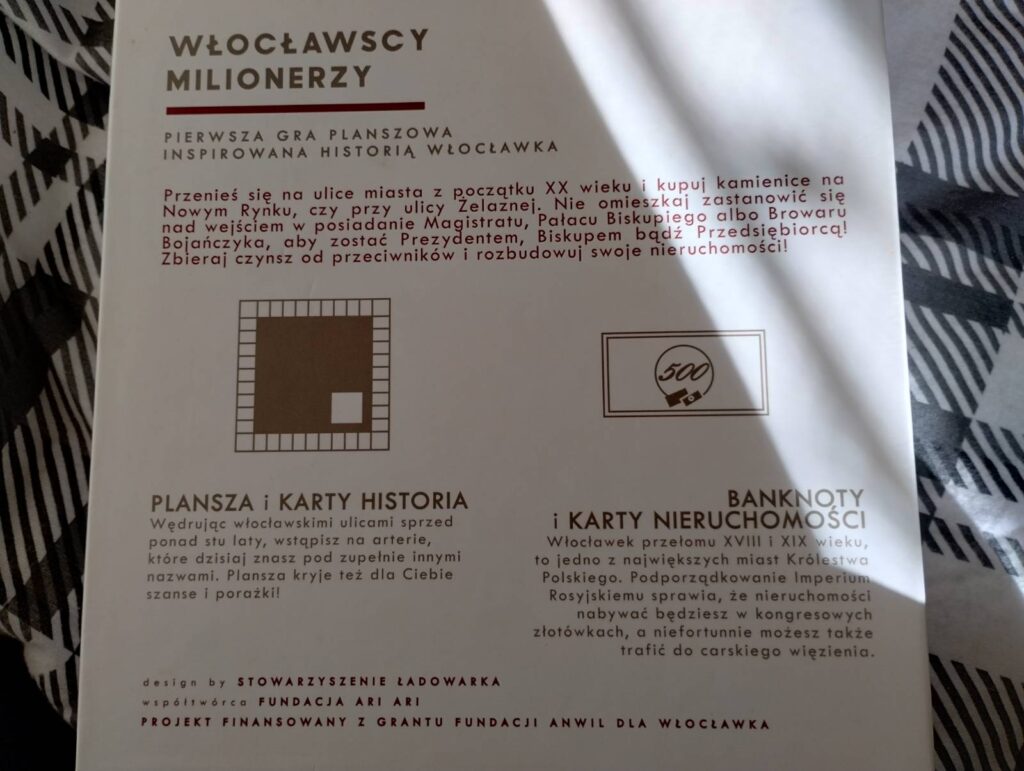 WŁOCŁAWSCY
MILIONERZY
PIERWSZA GRA PLANSZOWA
INSPIROWANA HISTORIĄ WŁOCŁAWKA
Przenieś się na ulice miasta z początku XX wieku i kupuj kamienice na
Nowym Rynku, czy przy ulicy Żelaznej. Nie omieszkaj zastanowić się
nad wejściem w posiadanie Magistratu, Pałacu Biskupiego albo Browaru
Bojańczyka, aby zostać Prezydentem, Biskupem bądź Przedsiębiorcą!
Zbieraj czynsz od przeciwników i rozbudowuj swoje nieruchomości!
500
PLANSZA i KARTY HISTORIA
Wędrując włocławskimi ulicami sprzed
ponad stu laty, wstąpisz na arterie,
które dzisiaj znasz pod zupełnie innymi
nazwami. Plansza kryje też dla Ciebie
szanse i porażki!
BANKNOTY
i KARTY NIERUCHOMOŚCI
Włocławek przełomu XVIII i XIX wieku,
to jedno z największych miast Królestwa
Polskiego. Podporządkowanie Imperium
Rosyjskiemu sprawia, że nieruchomości
nabywać będziesz w kongresowych
złotówkach, a niefortunnie możesz także
trafić do carskiego więzienia.
design by STOWARZYSZENIE ŁADOWARKA
współtwórca FUNDACJA ARI ARI
PROJEKT FINANSOWANY Z GRANTU FUNDACJI ANWIL DLA WŁOCŁAWKA